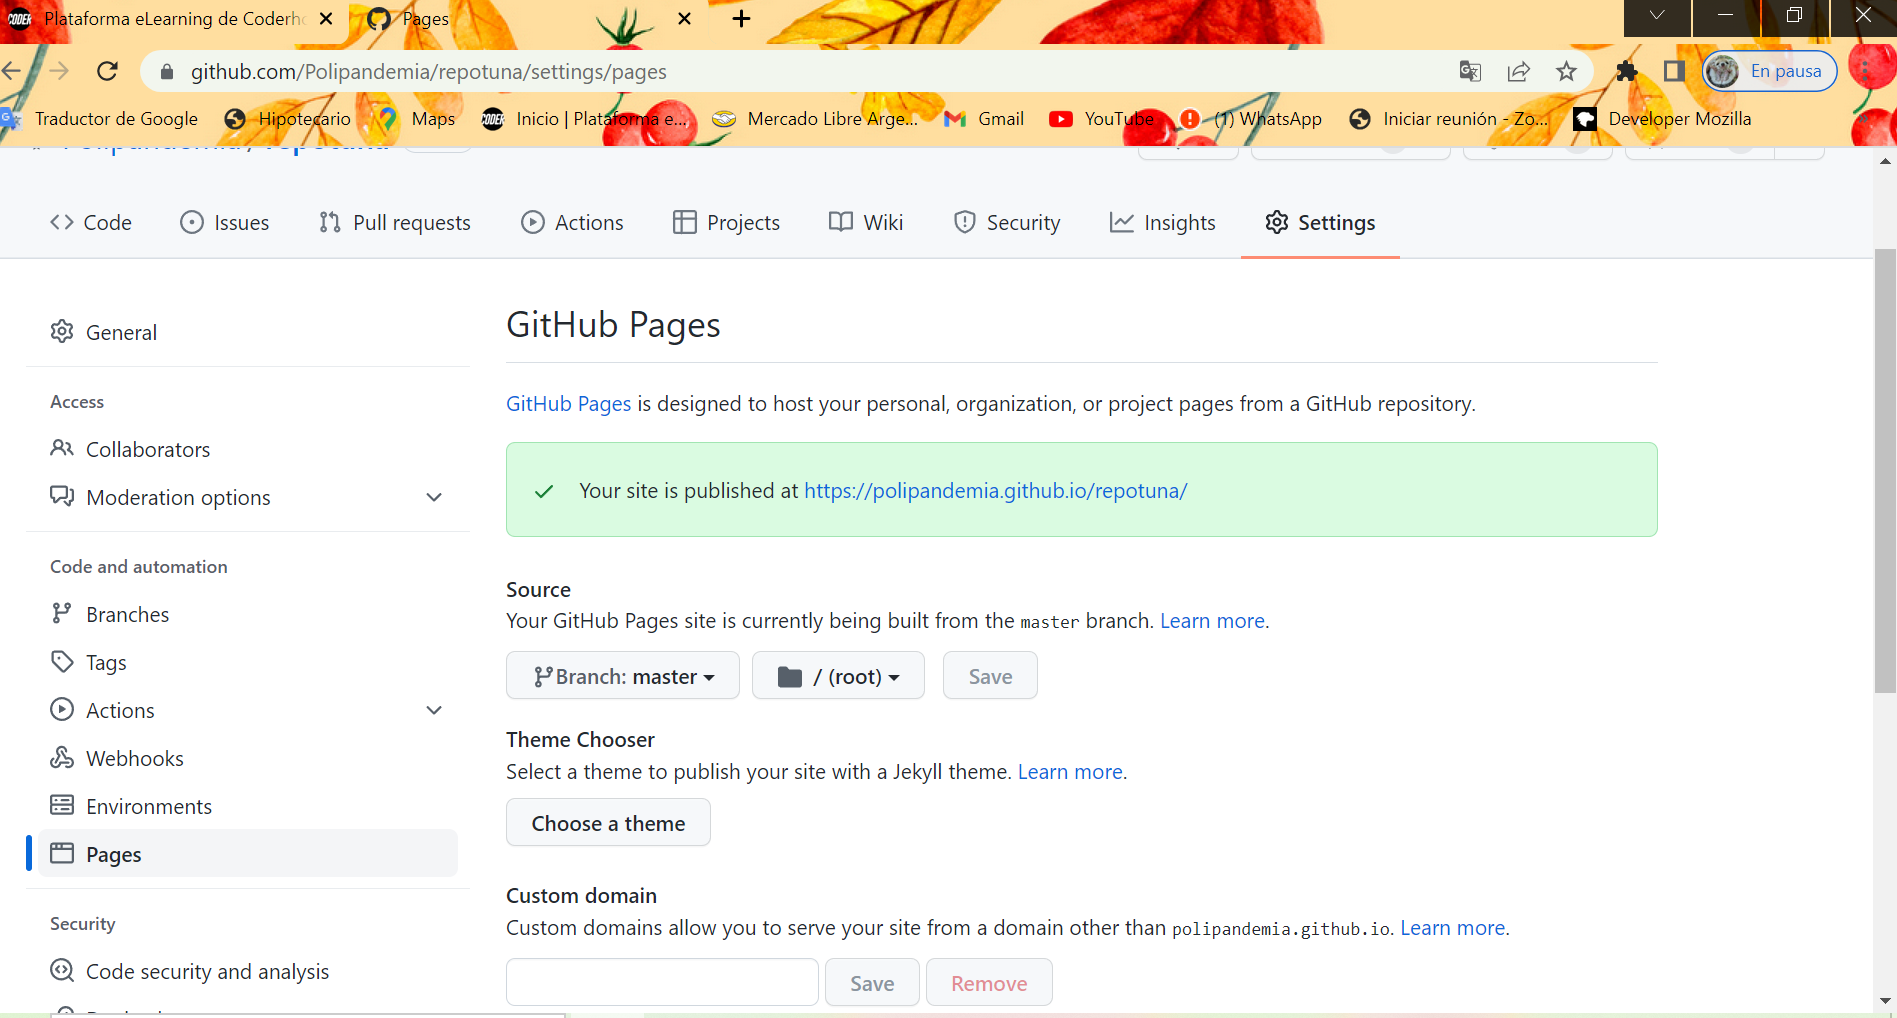 CODER Plataforma eLearning de Coderho Pages
github.com/Polipandemia/repotuna/settings/pages En pausa
Traductor de Google Hipotecario Maps CODER Inicio | Plataforma e... Mercado Libre Arge... Gmail YouTube (1) WhatsApp Iniciar reunión - Zo... Developer Mozilla
Polipandemia / repotuna
Code Issues Pull requests Actions Projects Wiki Security Insights Settings
General
Access
Collaborators
Moderation options
Code and automation
Branches
Tags
Actions
Webhooks
Environments
Pages
Security
Code security and analysis
GitHub Pages
GitHub Pages is designed to host your personal, organization, or project pages from a GitHub repository.
Your site is published at https://polipandemia.github.io/repotuna/
Source
Your GitHub Pages site is currently being built from the master branch. Learn more.
Branch: master / (root) Save
Theme Chooser
Select a theme to publish your site with a Jekyll theme. Learn more.
Choose a theme
Custom domain
Custom domains allow you to serve your site from a domain other than polipandemia.github.io. Learn more.
Save Remove